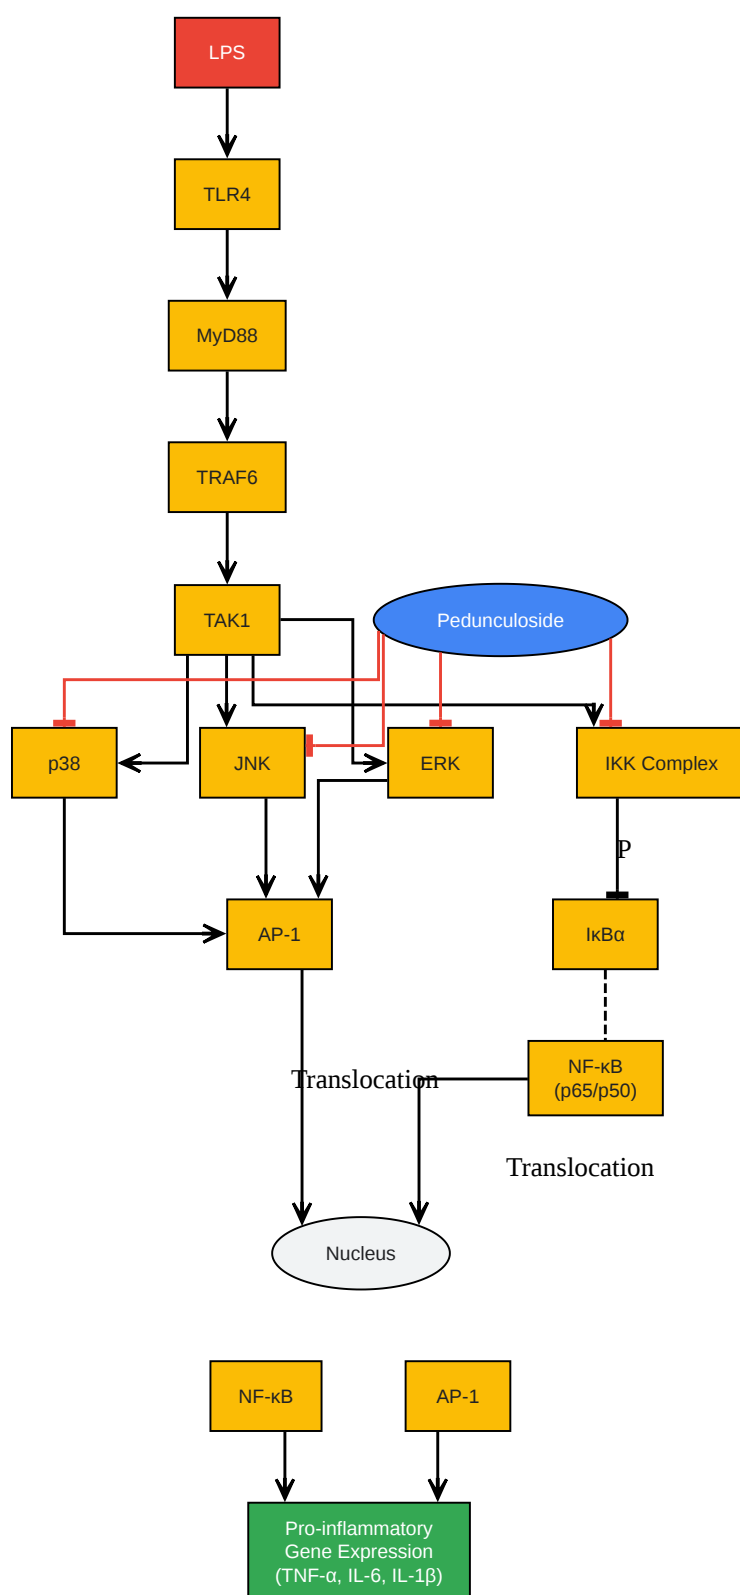 LPS
TLR4
MyD88
TRAF6
TAK1
Pedunculoside
p38
JNK
ERK
IKK Complex
P
AP-1
IκBα
NF-κB
(p65/p50)
Translocation
Translocation
Nucleus
NF-κB
AP-1
Pro-inflammatory
Gene Expression
(TNF-α, IL-6, IL-1β)